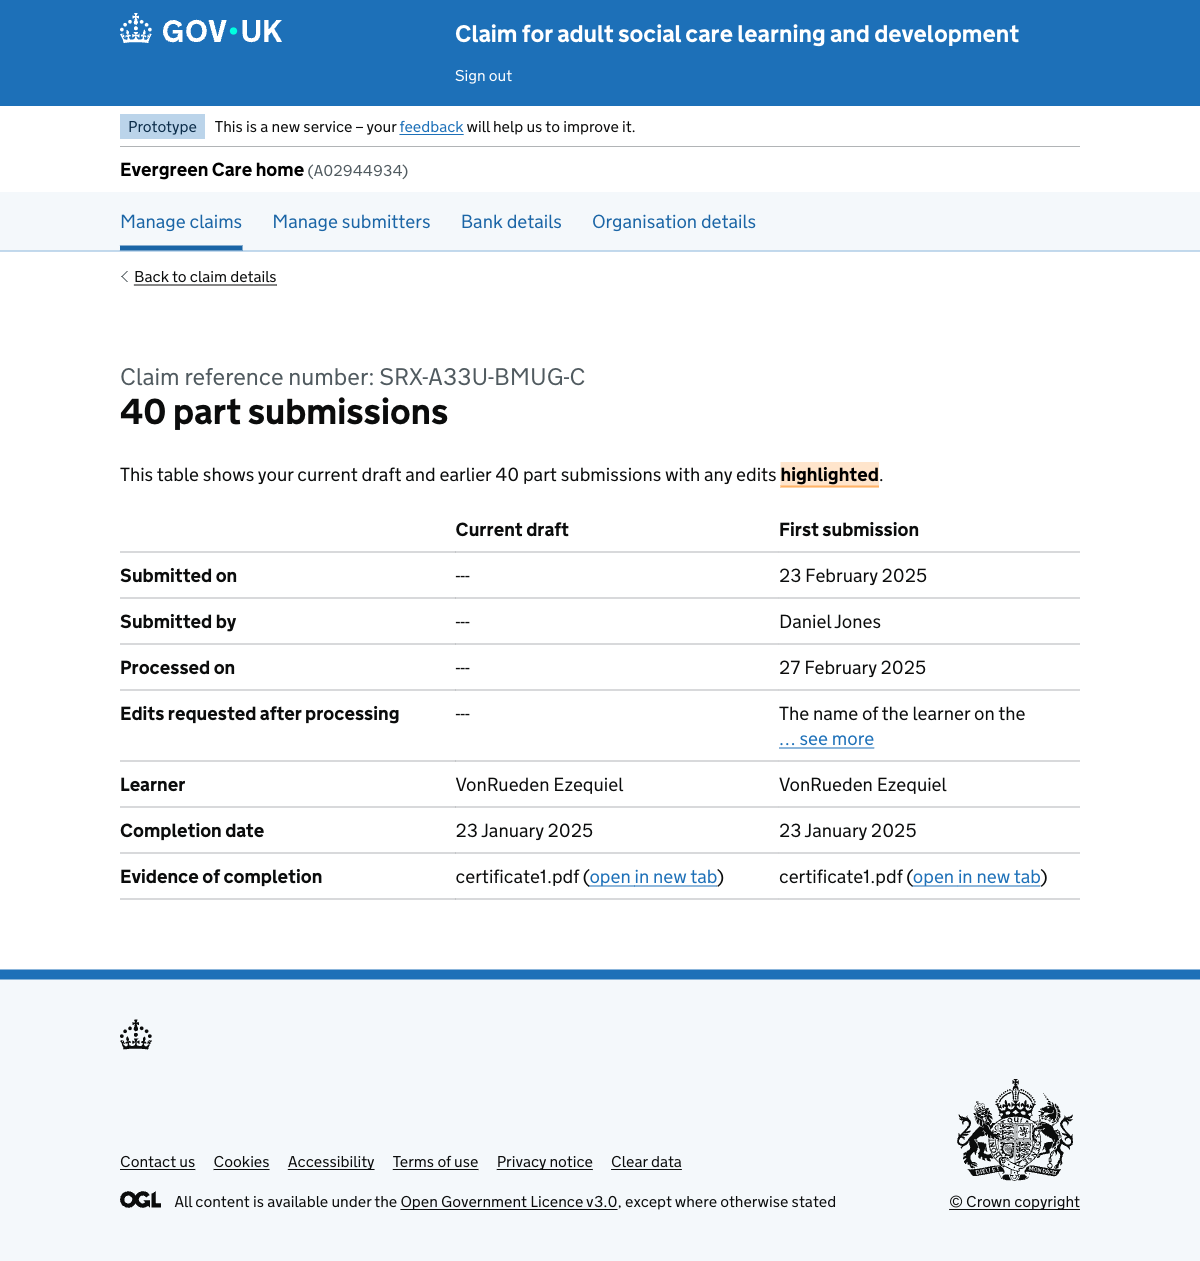 GOV·UK
Claim for adult social care learning and development
Sign out
Prototype This is a new service – your feedback will help us to improve it.
Evergreen Care home (A02944934)
Manage claims Manage submitters Bank details Organisation details
Back to claim details
Claim reference number: SRX-A33U-BMUG-C
40 part submissions
This table shows your current draft and earlier 40 part submissions with any edits highlighted.
Current draft First submission
Submitted on --- 23 February 2025
Submitted by --- Daniel Jones
Processed on --- 27 February 2025
Edits requested after processing --- The name of the learner on the
... see more
Learner VonRueden Ezequiel VonRueden Ezequiel
Completion date 23 January 2025 23 January 2025
Evidence of completion certificate1.pdf (open in new tab) certificate1.pdf (open in new tab)
Contact us Cookies Accessibility Terms of use Privacy notice Clear data
OGL All content is available under the Open Government Licence v3.0, except where otherwise stated
© Crown copyright